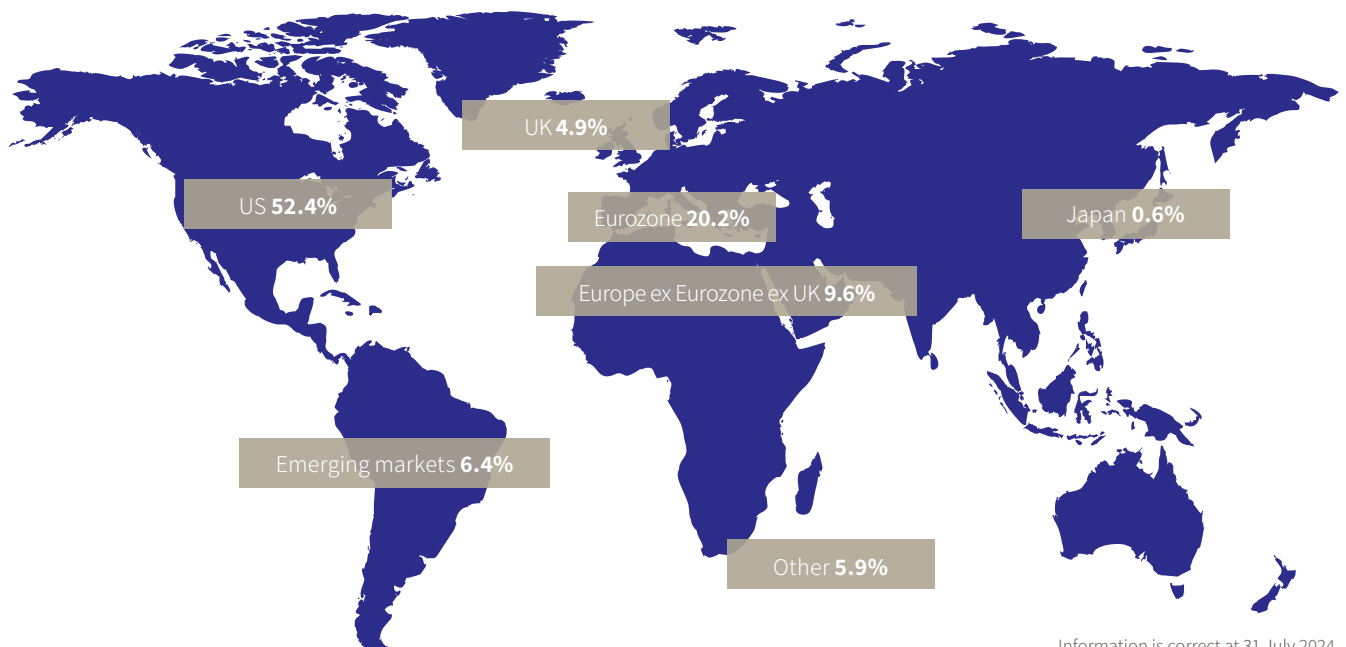 UK 4.9%
US 52.4%
Eurozone 20.2%
Japan 0.6%
Europe ex Eurozone ex UK 9.6%
Emerging markets 6.4%
Other 5.9%
Information is correct at 31 July 2024